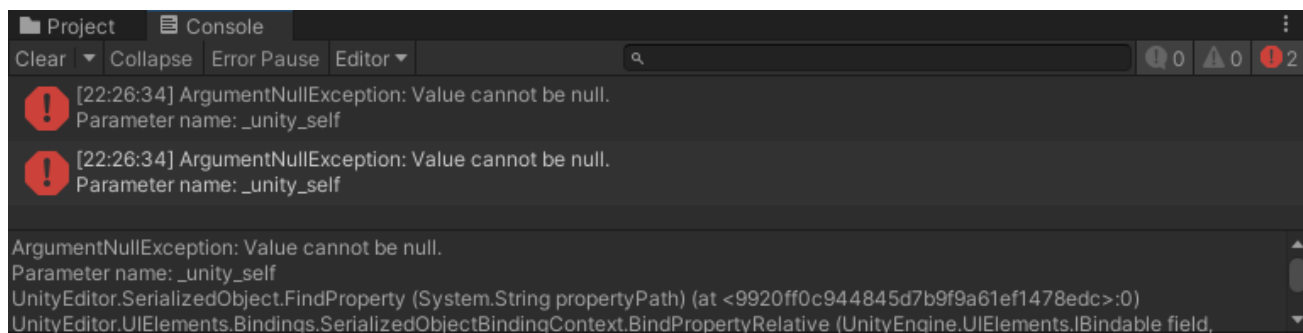 Project Console
Clear Collapse Error Pause Editor 0 0 2
[22:26:34] ArgumentNullException: Value cannot be null.
Parameter name: _unity_self
[22:26:34] ArgumentNullException: Value cannot be null.
Parameter name: _unity_self
ArgumentNullException: Value cannot be null.
Parameter name: _unity_self
UnityEditor.SerializedObject.FindProperty (System.String propertyPath) (at <9920ff0c944845d7b9f9a61ef1478edc>:0)
UnityEditor.UIElements.Bindings.SerializedObjectBindingContext.BindPropertyRelative (UnityEngine.UIElements.IBindable field,